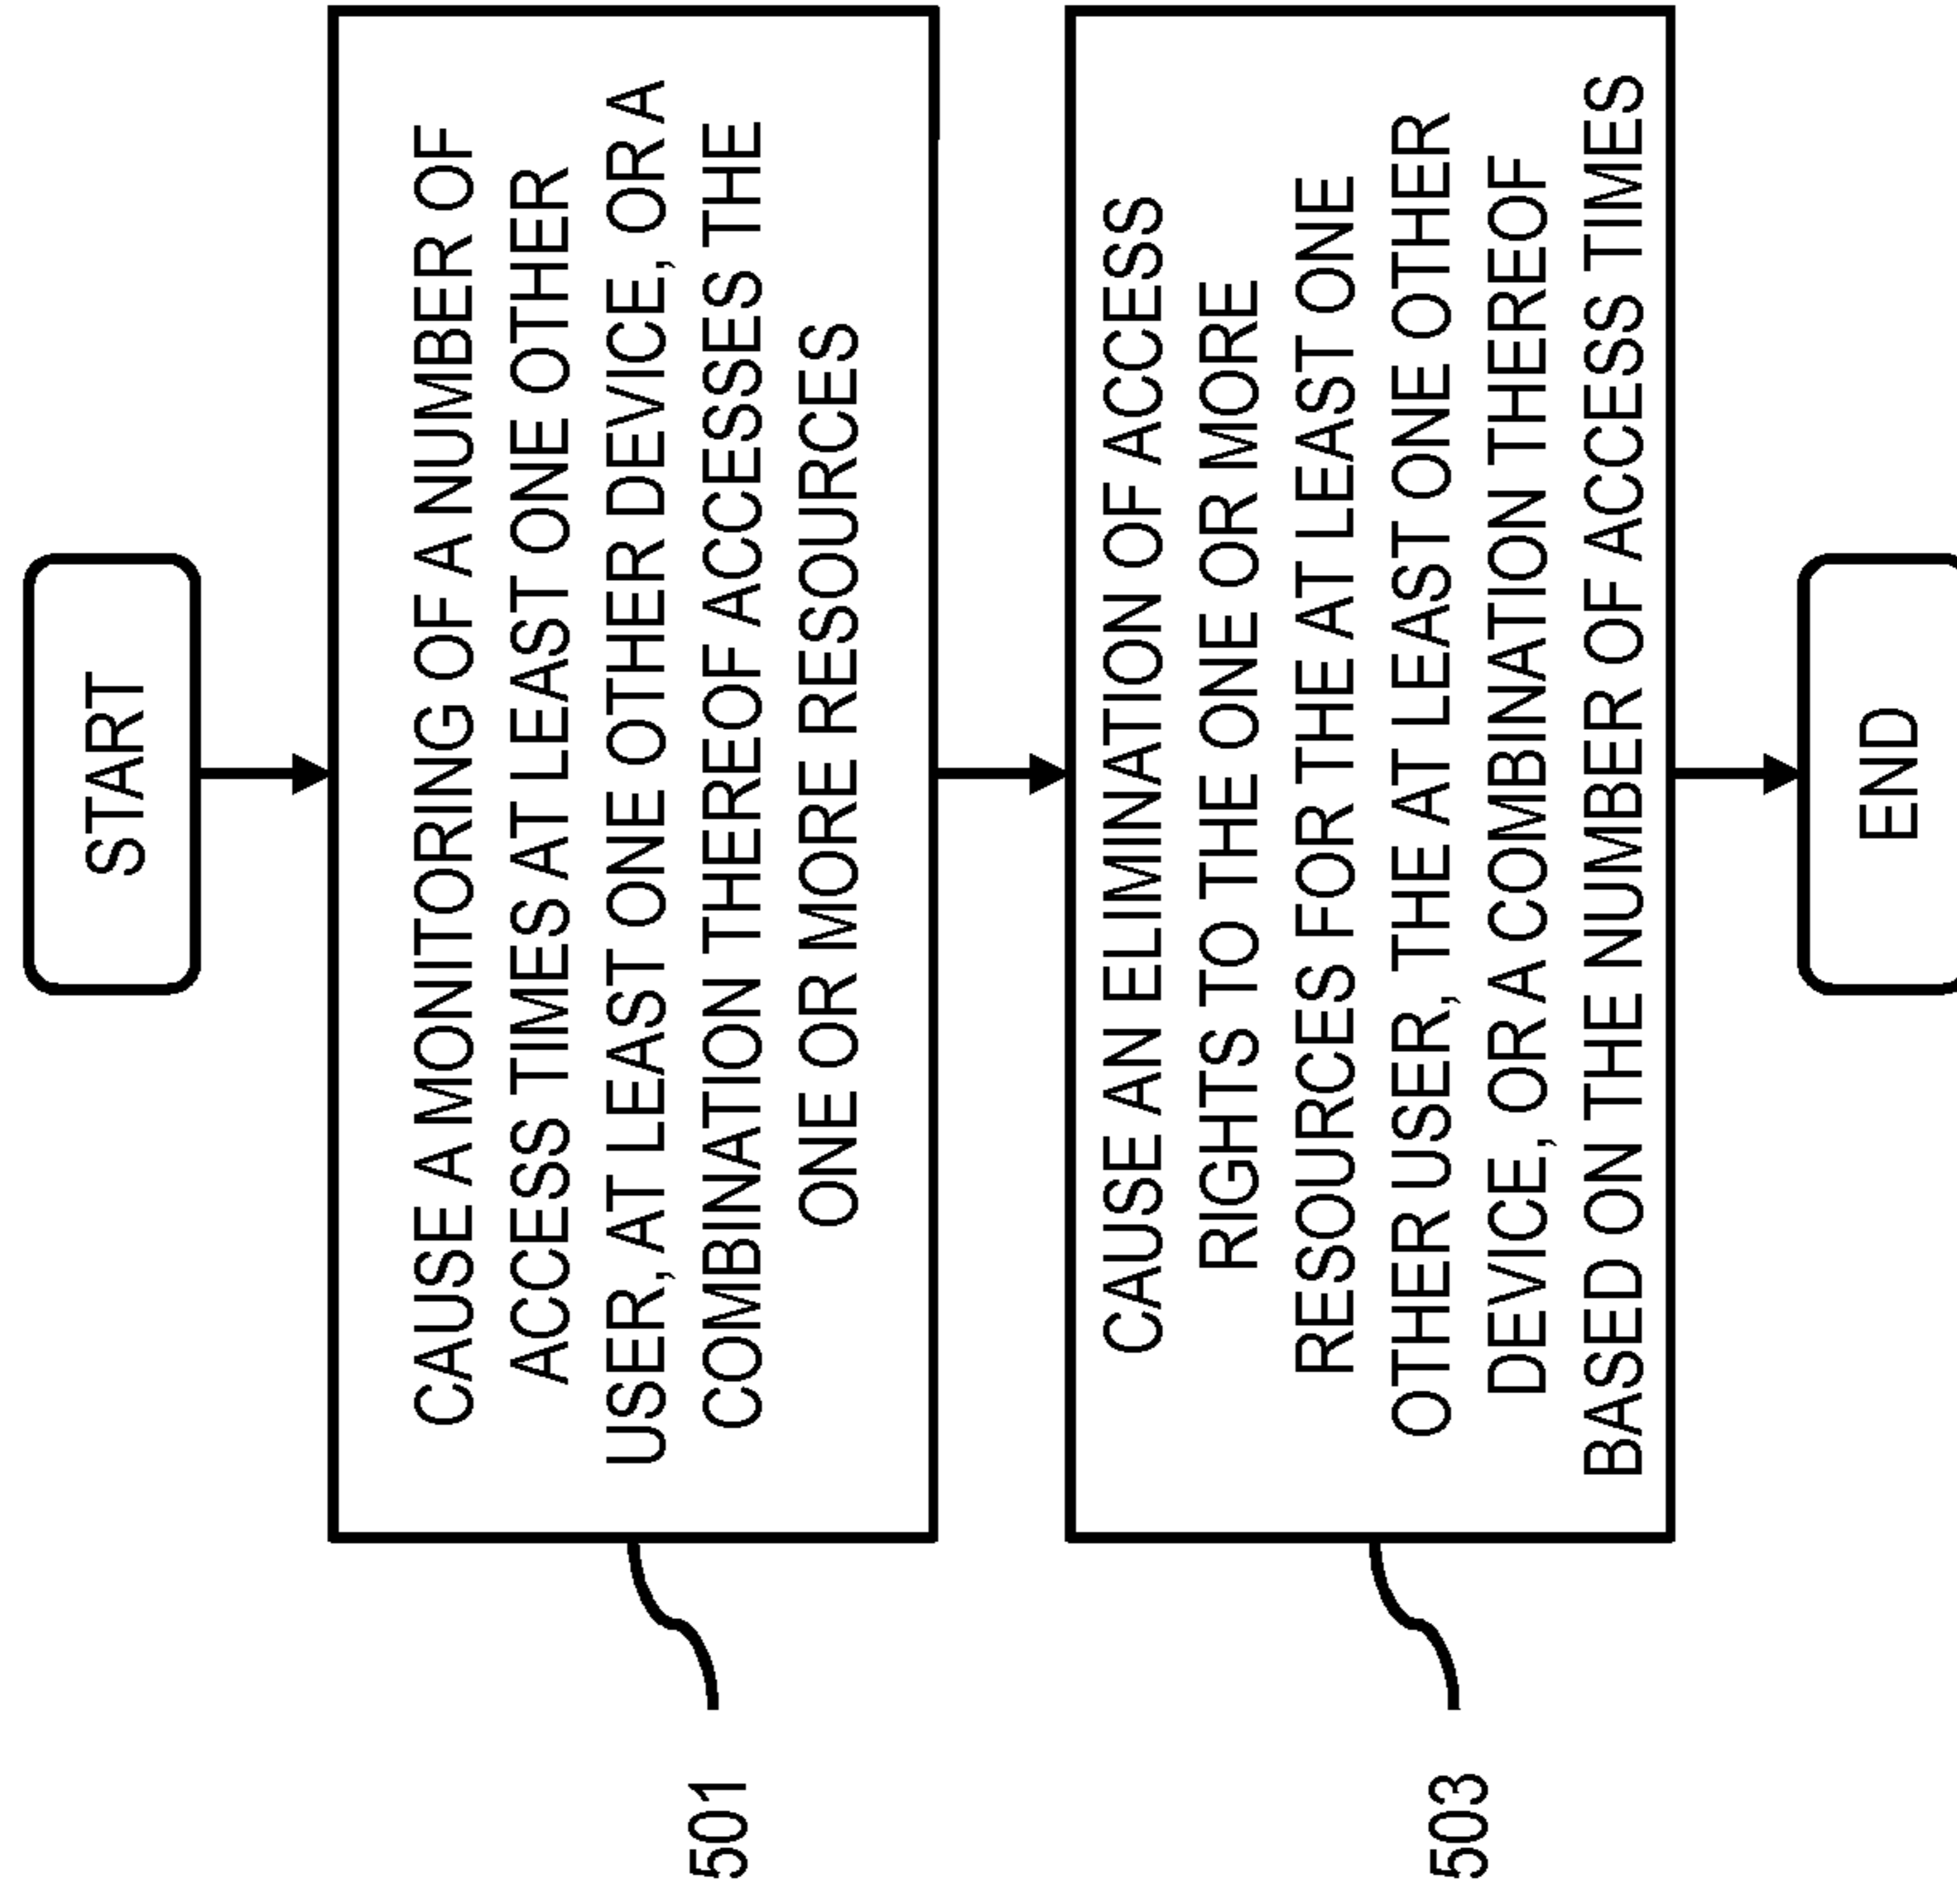 START
CAUSE A MONITORING OF A NUMBER OF
ACCESS TIMES AT LEAST ONE OTHER
USER, AT LEAST ONE OTHER DEVICE, OR A
COMBINATION THEREOF ACCESSES THE
ONE OR MORE RESOURCES
501
CAUSE AN ELIMINATION OF ACCESS
RIGHTS TO THE ONE OR MORE
RESOURCES FOR THE AT LEAST ONE
OTHER USER, THE AT LEAST ONE OTHER
DEVICE, OR A COMBINATION THEREOF
BASED ON THE NUMBER OF ACCESS TIMES
503
END